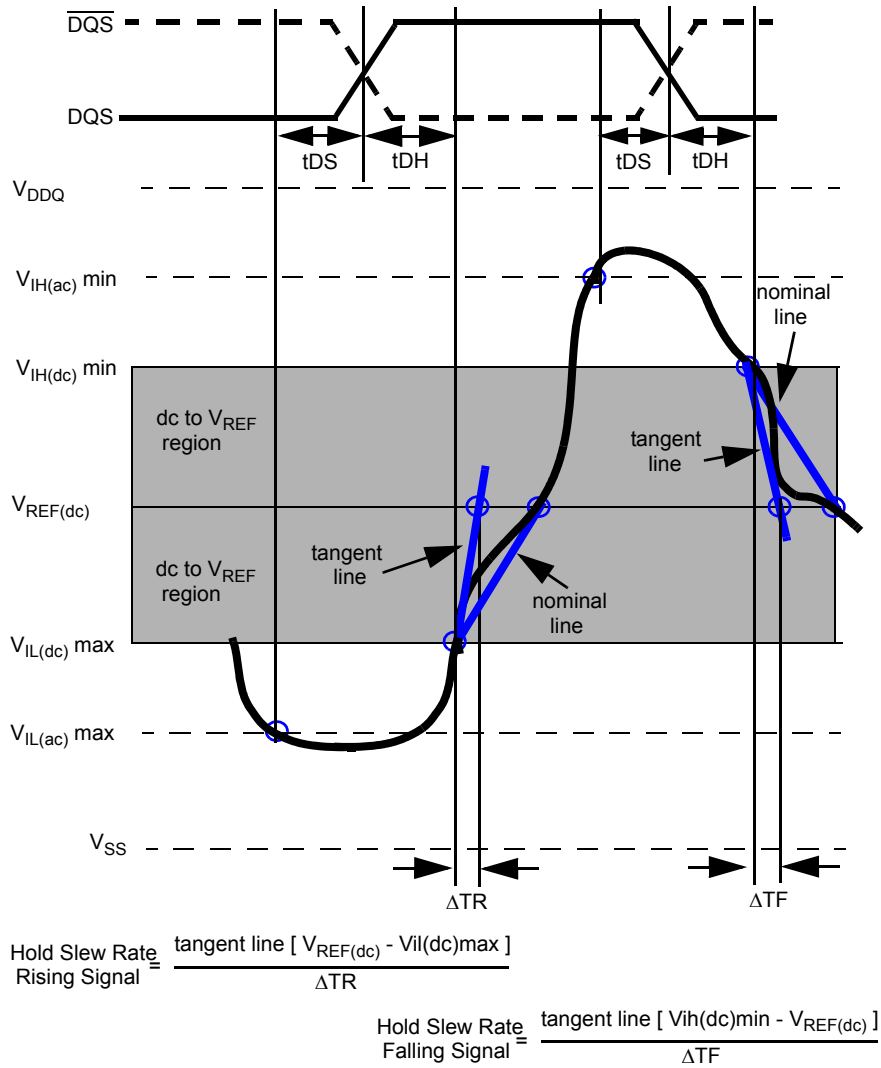 DQS
DQS
tDS
tDH
tDS
tDH
VDDQ
VIH(ac) min
nominal
line
VIH(dc) min
dc to VREF
region
tangent
line
VREF(dc)
tangent
line
dc to VREF
region
nominal
line
VIL(dc) max
VIL(ac) max
VSS
ΔTR
ΔTF
Hold Slew Rate
Rising Signal
=
tangent line [ VREF(dc) - Vil(dc)max ]
ΔTR
Hold Slew Rate
Falling Signal
=
tangent line [ Vih(dc)min - VREF(dc) ]
ΔTF